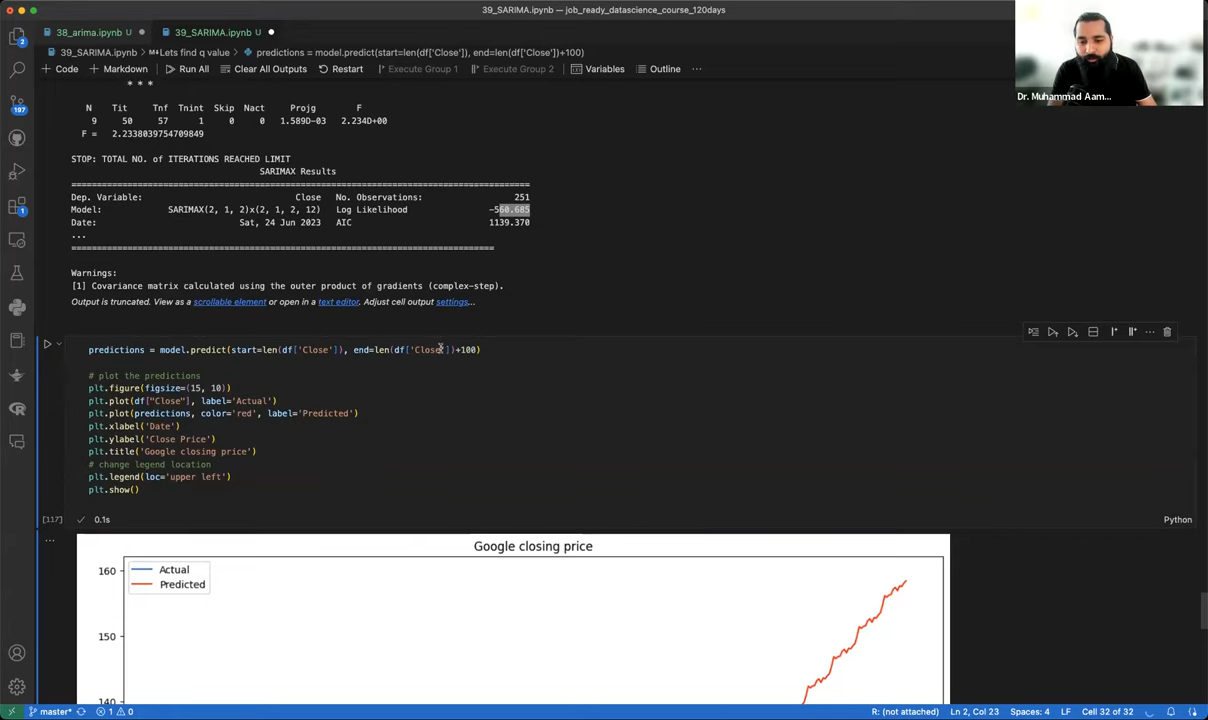 39_SARIMA.ipynb — job_ready_datascience_course_120days
38_arima.ipynb
39_SARIMA.ipynb
39_SARIMA.ipynb > Lets find q value > predictions = model.predict(start=len(df['Close']), end=len(df['Close')+100)
+ Code + Markdown Run All Clear All Outputs Restart Execute Group 1 Execute Group 2 Variables Outline ...
* * *
N Tit Tnf Tnint Skip Nact Projg F
9 50 57 1 0 0 1.589D-03 2.234D+00
F = 2.2338039754709849
STOP: TOTAL NO. of ITERATIONS REACHED LIMIT
SARIMAX Results
==============================================================================
Dep. Variable: Close No. Observations: 251
Model: SARIMAX(2, 1, 2)x(2, 1, 2, 12) Log Likelihood -560.685
Date: Sat, 24 Jun 2023 AIC 1139.370
...
==============================================================================
Warnings:
[1] Covariance matrix calculated using the outer product of gradients (complex-step).
Output is truncated. View as a scrollable element or open in a text editor. Adjust cell output settings...
predictions = model.predict(start=len(df['Close']), end=len(df['Close'])+100)
# plot the predictions
plt.figure(figsize=(15, 10))
plt.plot(df["Close"], label='Actual')
plt.plot(predictions, color='red', label='Predicted')
plt.xlabel('Date')
plt.ylabel('Close Price')
plt.title('Google closing price')
# change legend location
plt.legend(loc='upper left')
plt.show()
[117] 0.1s Python
Google closing price
160
Actual
Predicted
150
140
Dr. Muhammad Aam...
2
197
1
master* 1 0 R: (not attached) Ln 2, Col 23 Spaces: 4 LF Cell 32 of 32